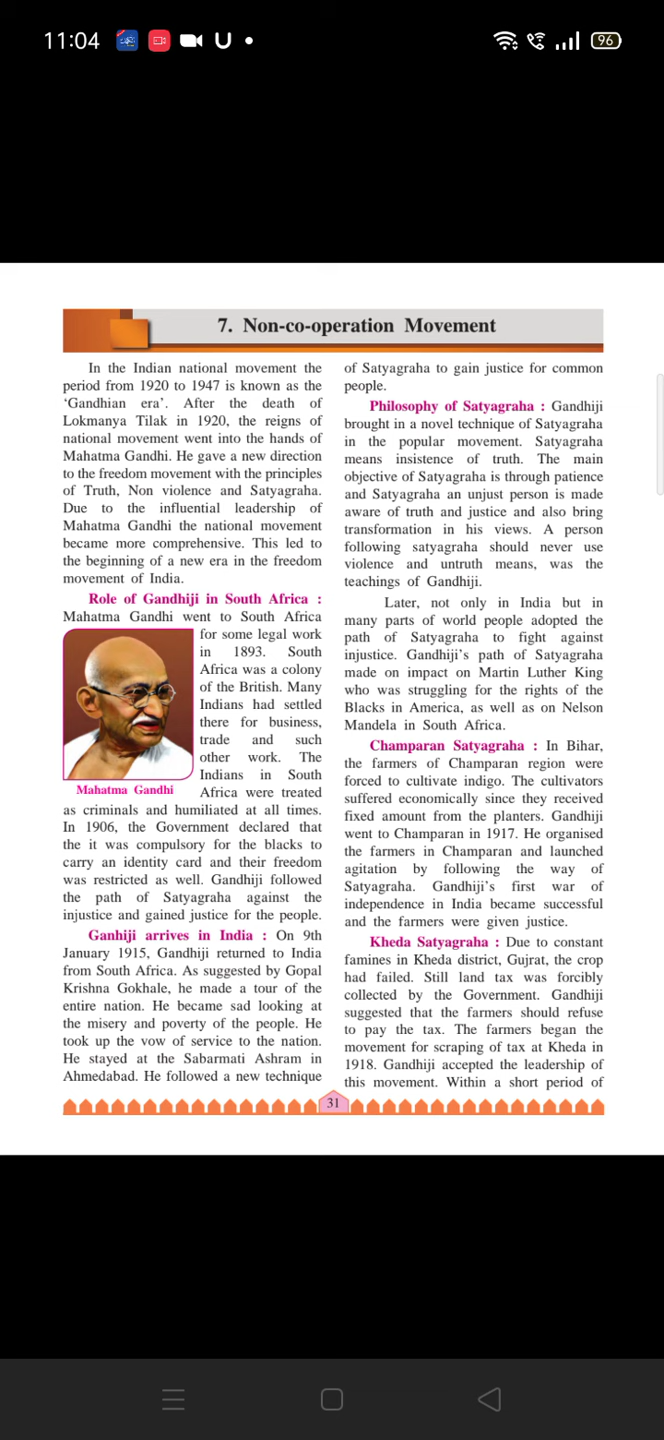 11:04
U
96
7. Non-co-operation Movement
In the Indian national movement the
period from 1920 to 1947 is known as the
‘Gandhian era’. After the death of
Lokmanya Tilak in 1920, the reigns of
national movement went into the hands of
Mahatma Gandhi. He gave a new direction
to the freedom movement with the principles
of Truth, Non violence and Satyagraha.
Due to the influential leadership of
Mahatma Gandhi the national movement
became more comprehensive. This led to
the beginning of a new era in the freedom
movement of India.
Role of Gandhiji in South Africa :
Mahatma Gandhi went to South Africa
for some legal work
in 1893. South
Africa was a colony
of the British. Many
Indians had settled
there for business,
trade and such
other work. The
Indians in South
Africa were treated
Mahatma Gandhi
as criminals and humiliated at all times.
In 1906, the Government declared that
the it was compulsory for the blacks to
carry an identity card and their freedom
was restricted as well. Gandhiji followed
the path of Satyagraha against the
injustice and gained justice for the people.
Ganhiji arrives in India : On 9th
January 1915, Gandhiji returned to India
from South Africa. As suggested by Gopal
Krishna Gokhale, he made a tour of the
entire nation. He became sad looking at
the misery and poverty of the people. He
took up the vow of service to the nation.
He stayed at the Sabarmati Ashram in
Ahmedabad. He followed a new technique
of Satyagraha to gain justice for common
people.
Philosophy of Satyagraha : Gandhiji
brought in a novel technique of Satyagraha
in the popular movement. Satyagraha
means insistence of truth. The main
objective of Satyagraha is through patience
and Satyagraha an unjust person is made
aware of truth and justice and also bring
transformation in his views. A person
following satyagraha should never use
violence and untruth means, was the
teachings of Gandhiji.
Later, not only in India but in
many parts of world people adopted the
path of Satyagraha to fight against
injustice. Gandhiji’s path of Satyagraha
made on impact on Martin Luther King
who was struggling for the rights of the
Blacks in America, as well as on Nelson
Mandela in South Africa.
Champaran Satyagraha : In Bihar,
the farmers of Champaran region were
forced to cultivate indigo. The cultivators
suffered economically since they received
fixed amount from the planters. Gandhiji
went to Champaran in 1917. He organised
the farmers in Champaran and launched
agitation by following the way of
Satyagraha. Gandhiji’s first war of
independence in India became successful
and the farmers were given justice.
Kheda Satyagraha : Due to constant
famines in Kheda district, Gujrat, the crop
had failed. Still land tax was forcibly
collected by the Government. Gandhiji
suggested that the farmers should refuse
to pay the tax. The farmers began the
movement for scraping of tax at Kheda in
1918. Gandhiji accepted the leadership of
this movement. Within a short period of
31